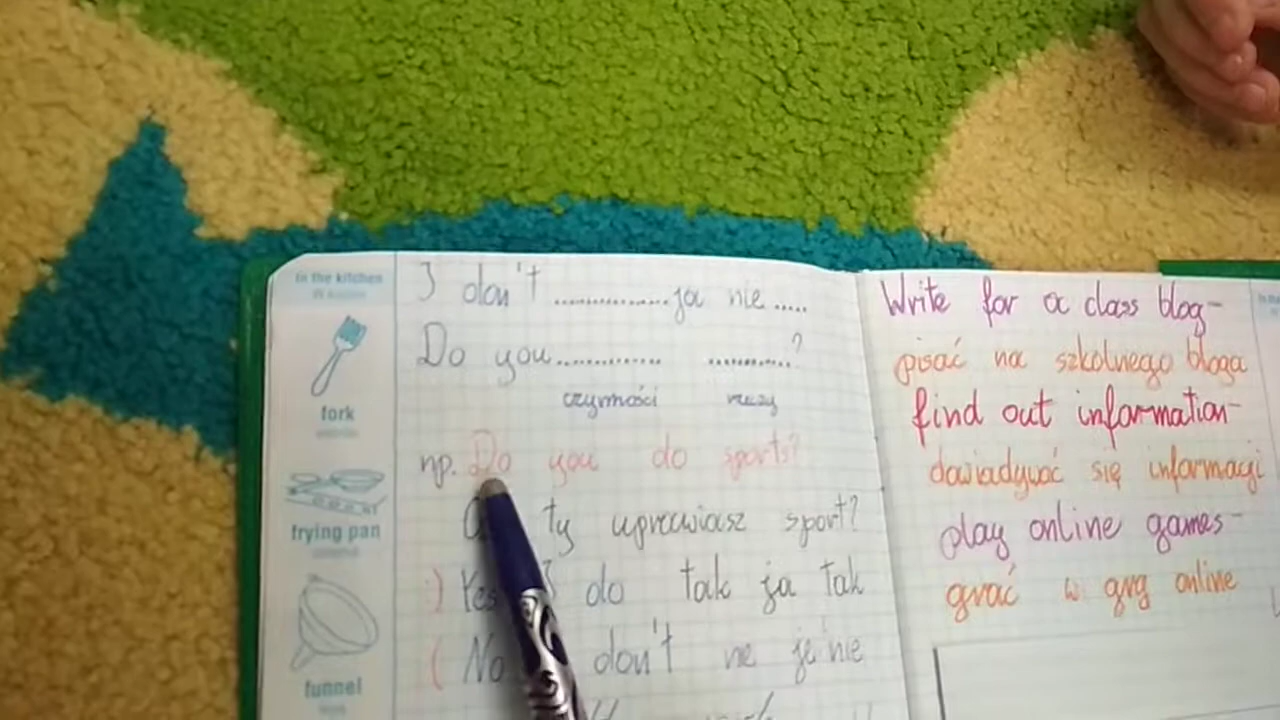 in the kitchen
fork
frying pan
funnel
I don't .............. ja nie .....
Do you............ ..........?
czynności rzeczy
np. Do you do sports?
ty uprawiasz sport?
:) Yes I do tak ja tak
( No don't nie ja nie
Write for a class blog-
pisać na szkolnego bloga
find out information-
dowiadywać się informacji
play online games-
grać w grę online